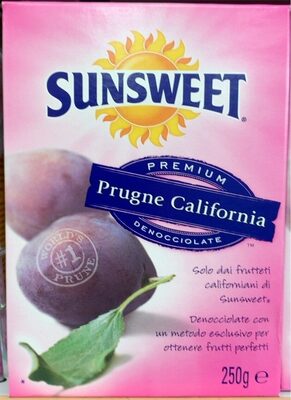 SUNSWEET®
PREMIUM
Prugne California
DENOCCIOLATE
™
WORLD'S
#1
PRUNE
Solo dai frutteti
californiani di
Sunsweet®
Denocciolate con
un metodo esclusivo per
ottenere frutti perfetti
250g e